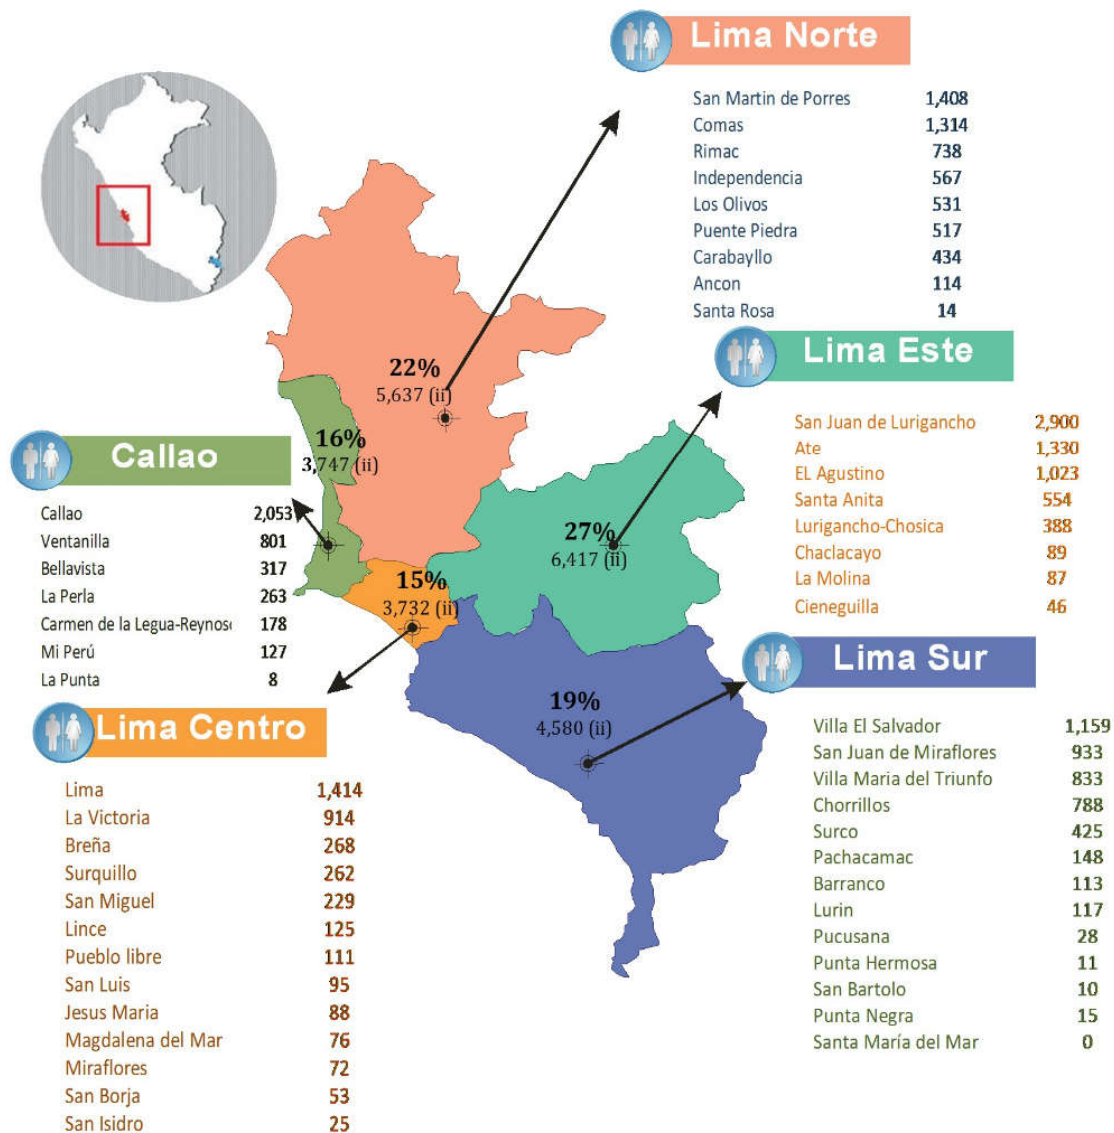 Lima Norte
San Martin de Porres 1,408
Comas 1,314
Rimac 738
Independencia 567
Los Olivos 531
Puente Piedra 517
Carabayllo 434
Ancon 114
Santa Rosa 14
Lima Este
San Juan de Lurigancho 2,900
Ate 1,330
EL Agustino 1,023
Santa Anita 554
Lurigancho-Chosica 388
Chaclacayo 89
La Molina 87
Cieneguilla 46
22%
5,637 (ii)
16%
3,747 (ii)
27%
6,417 (ii)
15%
3,732 (ii)
19%
4,580 (ii)
Callao
Callao 2,053
Ventanilla 801
Bellavista 317
La Perla 263
Carmen de la Legua-Reynoso 178
Mi Perú 127
La Punta 8
Lima Sur
Villa El Salvador 1,159
San Juan de Miraflores 933
Villa Maria del Triunfo 833
Chorrillos 788
Surco 425
Pachacamac 148
Barranco 113
Lurin 117
Pucusana 28
Punta Hermosa 11
San Bartolo 10
Punta Negra 15
Santa María del Mar 0
Lima Centro
Lima 1,414
La Victoria 914
Breña 268
Surquillo 262
San Miguel 229
Lince 125
Pueblo libre 111
San Luis 95
Jesus Maria 88
Magdalena del Mar 76
Miraflores 72
San Borja 53
San Isidro 25